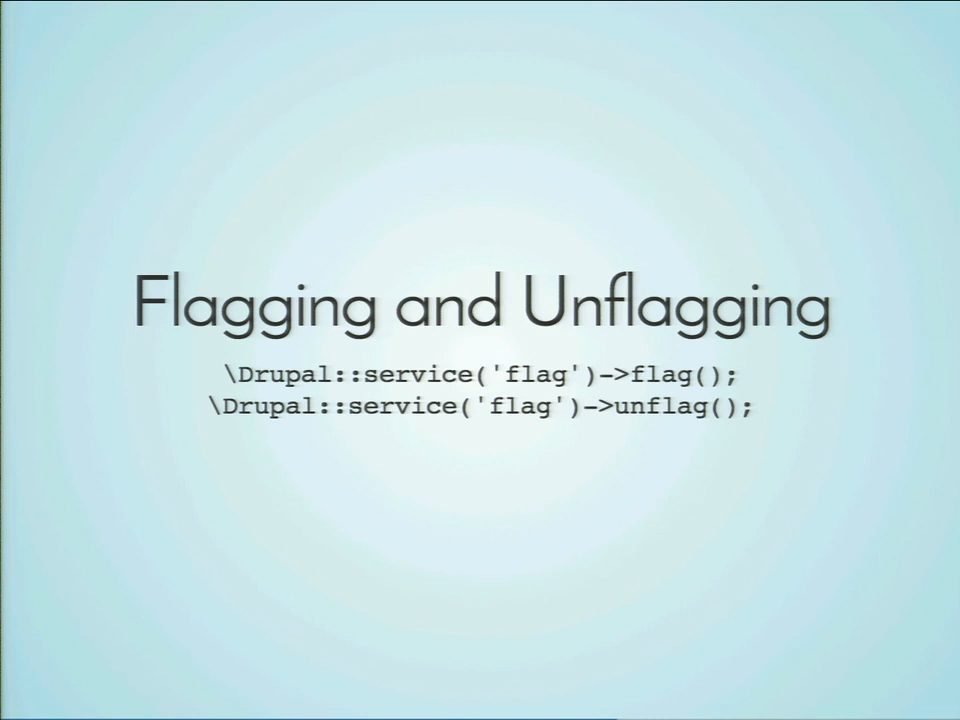 Flagging and Unflagging
\Drupal::service('flag')->flag();
\Drupal::service('flag')->unflag();